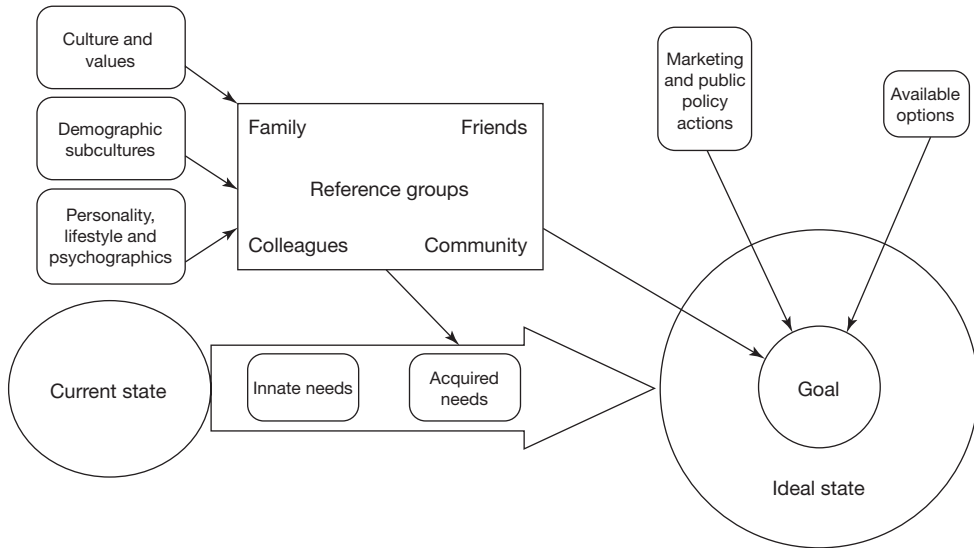 Culture and
values
Demographic
subcultures
Personality,
lifestyle and
psychographics
Family
Friends
Reference groups
Colleagues
Community
Marketing
and public
policy
actions
Available
options
Current state
Innate needs
Acquired
needs
Goal
Ideal state